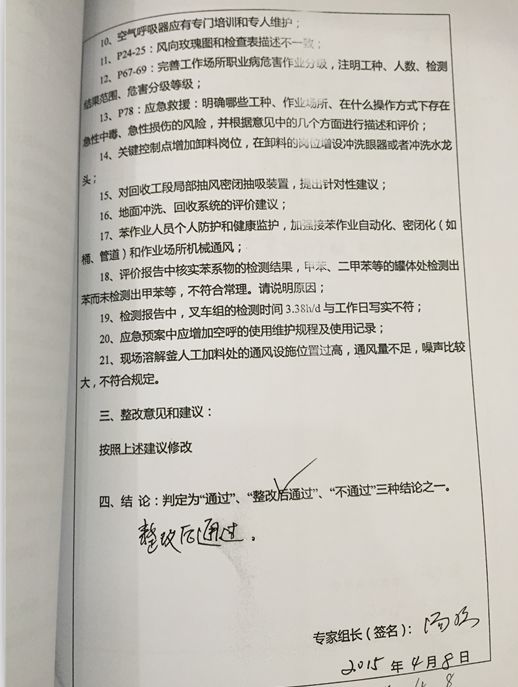 10、空气呼吸器应有专门培训和专人维护；
11、P24-25：风向玫瑰图和检查表描述不一致；
12、P67-69：完善工作场所职业病危害作业分级，注明工种、人数、检测
结果范围、危害分级等级；
13、P78：应急救援：明确哪些工种、作业场所、在什么操作方式下存在
急性中毒、急性损伤的风险，并根据意见中的几个方面进行描述和评价；
14、关键控制点增加卸料岗位，在卸料的岗位增设冲洗眼器或者冲洗水龙
头；
15、对回收工段局部抽风密闭抽吸装置，提出针对性建议；
16、地面冲洗、回收系统的评价建议；
17、苯作业人员个人防护和健康监护，加强接苯作业自动化、密闭化（如
桶、管道）和作业场所机械通风；
18、评价报告中核实苯系物的检测结果，甲苯、二甲苯等的罐体处检测出
苯而未检测出甲苯等，不符合常理。请说明原因；
19、检测报告中，叉车组的检测时间 3.38h/d 与工作日写实不符；
20、应急预案中应增加空呼的使用维护规程及使用记录；
21、现场溶解釜人工加料处的通风设施位置过高，通风量不足，噪声比较
大，不符合规定。
三、整改意见和建议：
按照上述建议修改
四、结 论：判定为“通过”、“整改后通过”、“不通过”三种结论之一。
整改后通过.
专家组长（签名）：
2015 年 4 月 8 日